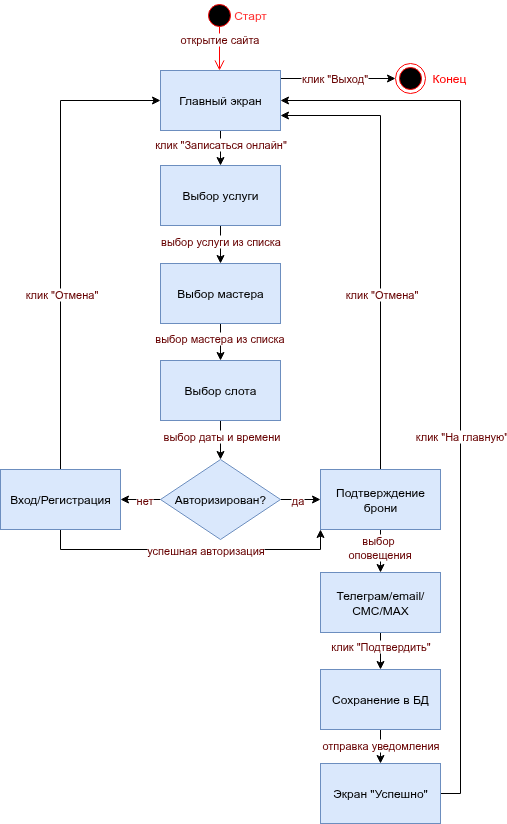 Старт
открытие сайта
Главный экран
клик "Выход"
Конец
клик "Записаться онлайн"
Выбор услуги
выбор услуги из списка
Выбор мастера
клик "Отмена"
клик "Отмена"
выбор мастера из списка
Выбор слота
выбор даты и времени
клик "На главную"
Вход/Регистрация
нет
Авторизирован?
да
Подтверждение
брони
успешная авторизация
выбор
оповещения
Телеграм/email/
СМС/MAX
клик "Подтвердить"
Сохранение в БД
отправка уведомления
Экран "Успешно"